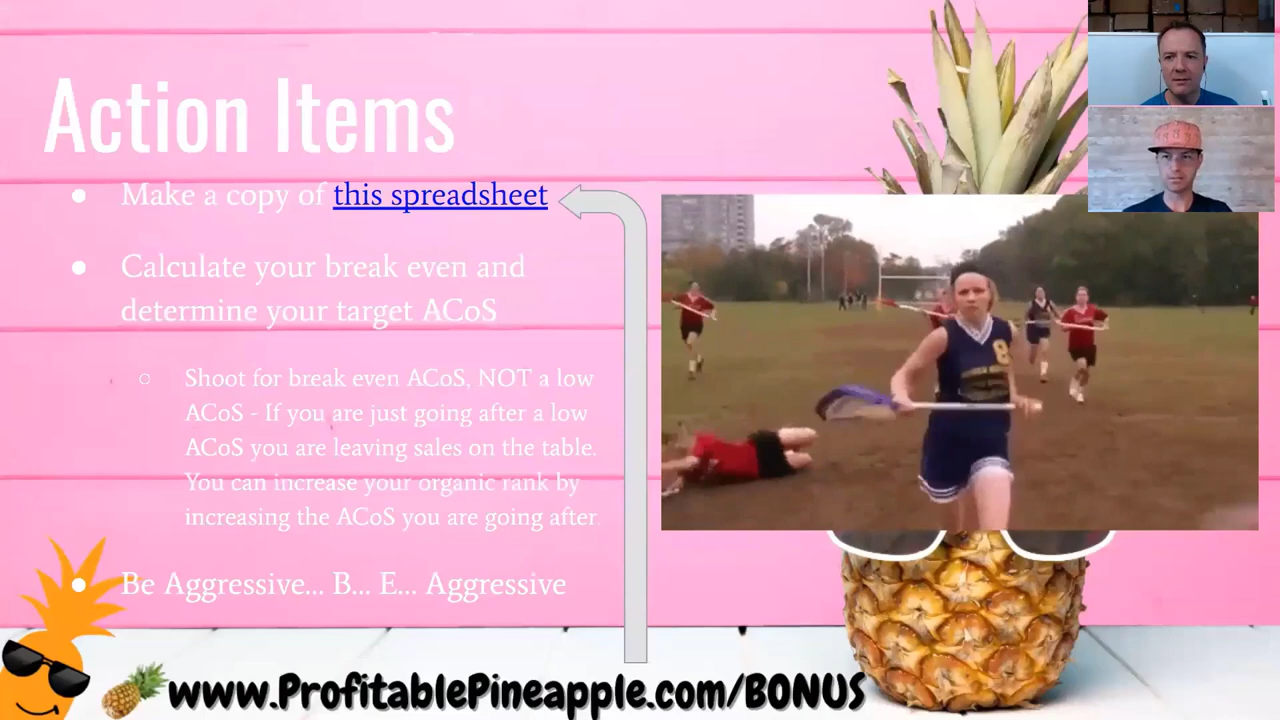 Action Items
Make a copy of this spreadsheet
Calculate your break even and
determine your target ACoS
Shoot for break even ACoS, NOT a low
ACoS - If you are just going after a low
ACoS you are leaving sales on the table.
You can increase your organic rank by
increasing the ACoS you are going after
Be Aggressive... B... E... Aggressive
8
www.ProfitablePineapple.com/BONUS